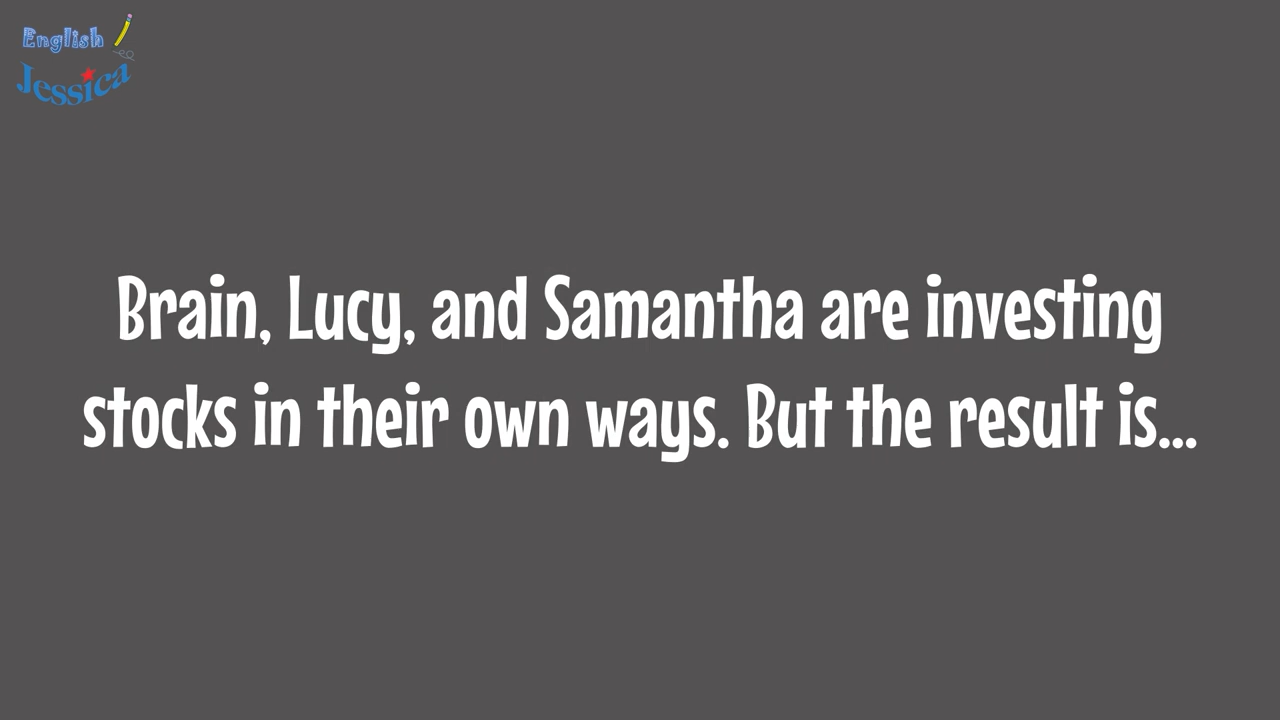 English
Jessica
Brain, Lucy, and Samantha are investing
stocks in their own ways. But the result is...